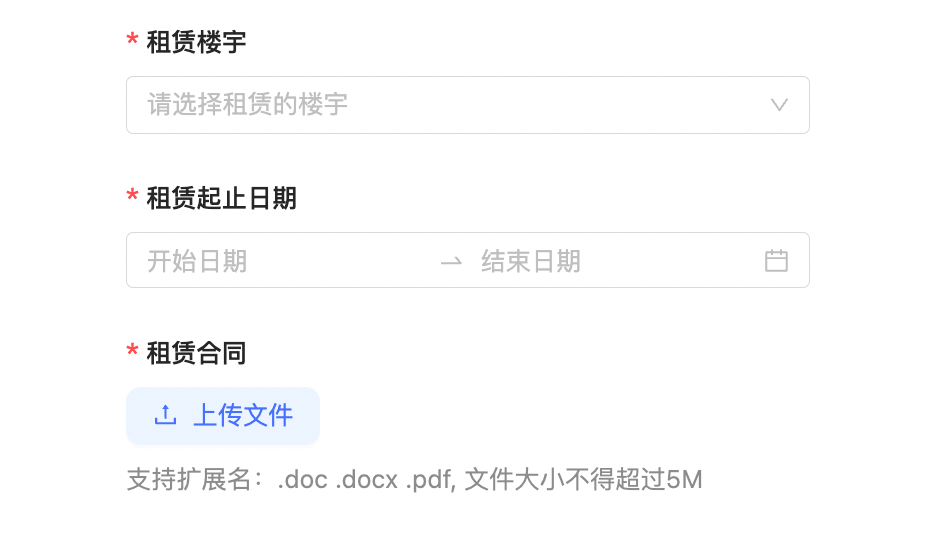 * 租赁楼宇
请选择租赁的楼宇
* 租赁起止日期
开始日期 → 结束日期
* 租赁合同
上传文件
支持扩展名：.doc .docx .pdf, 文件大小不得超过5M